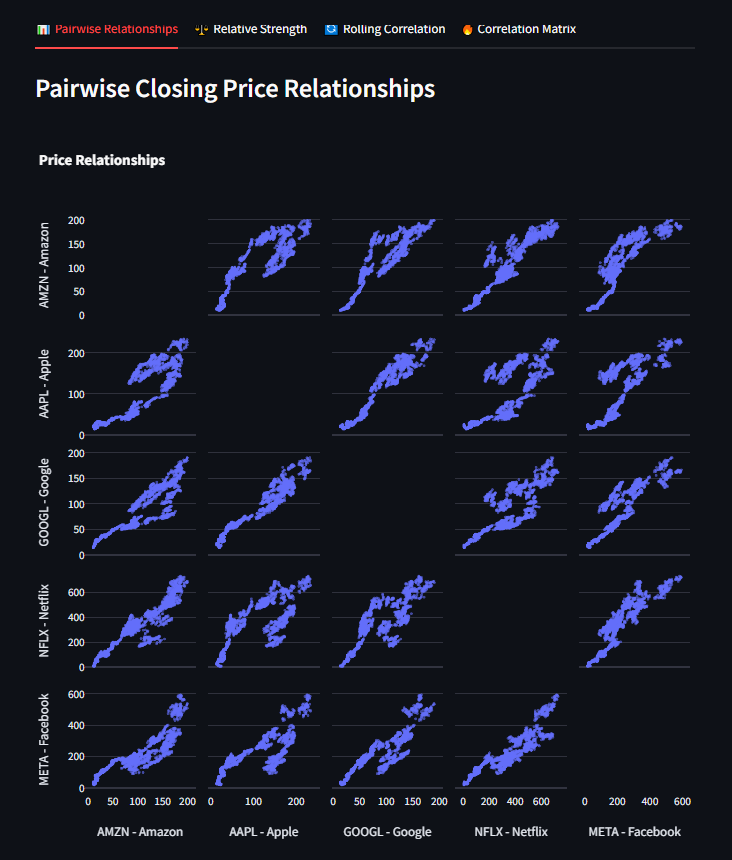 Pairwise Relationships Relative Strength Rolling Correlation Correlation Matrix
Pairwise Closing Price Relationships
Price Relationships
AMZN - Amazon
200
150
100
50
0
AAPL - Apple
200
100
0
GOOGL - Google
200
150
100
50
0
NFLX - Netflix
600
400
200
0
META - Facebook
600
400
200
0
0 50 100 150 200 0 100 200 0 50 100 150 200 0 200 400 600 0 200 400 600
AMZN - Amazon AAPL - Apple GOOGL - Google NFLX - Netflix META - Facebook